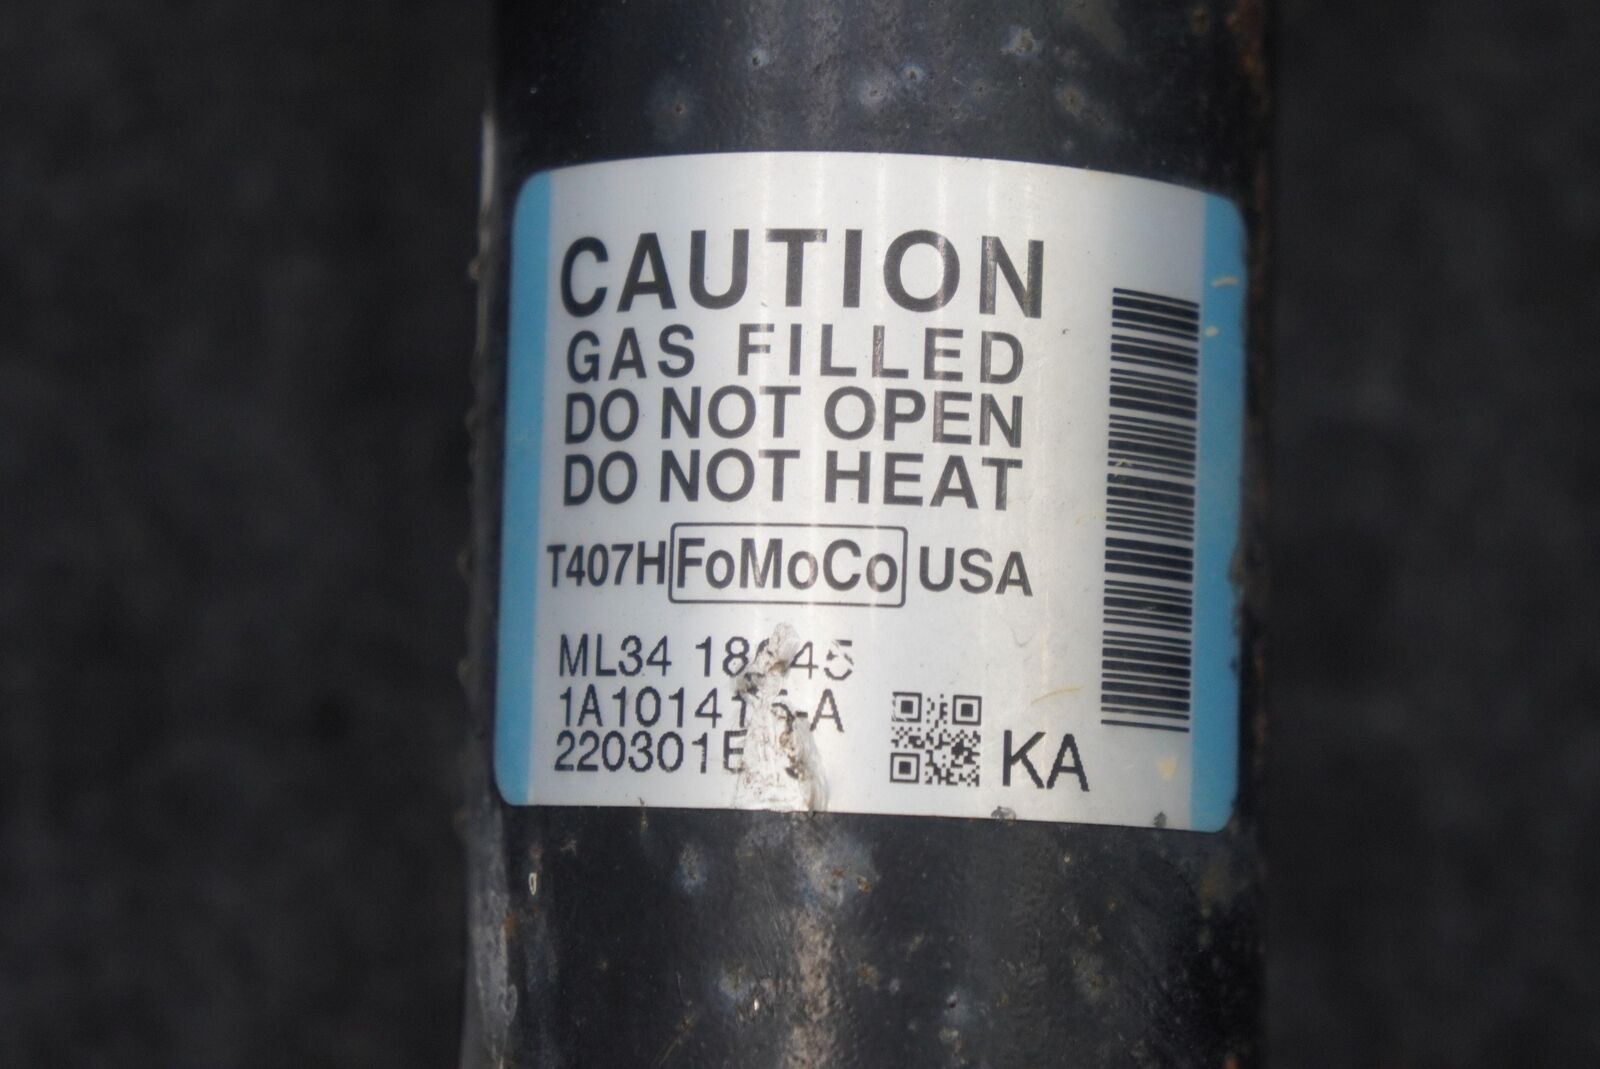 CAUTION
GAS FILLED
DO NOT OPEN
DO NOT HEAT
T407H FoMoCo USA
ML34
KA